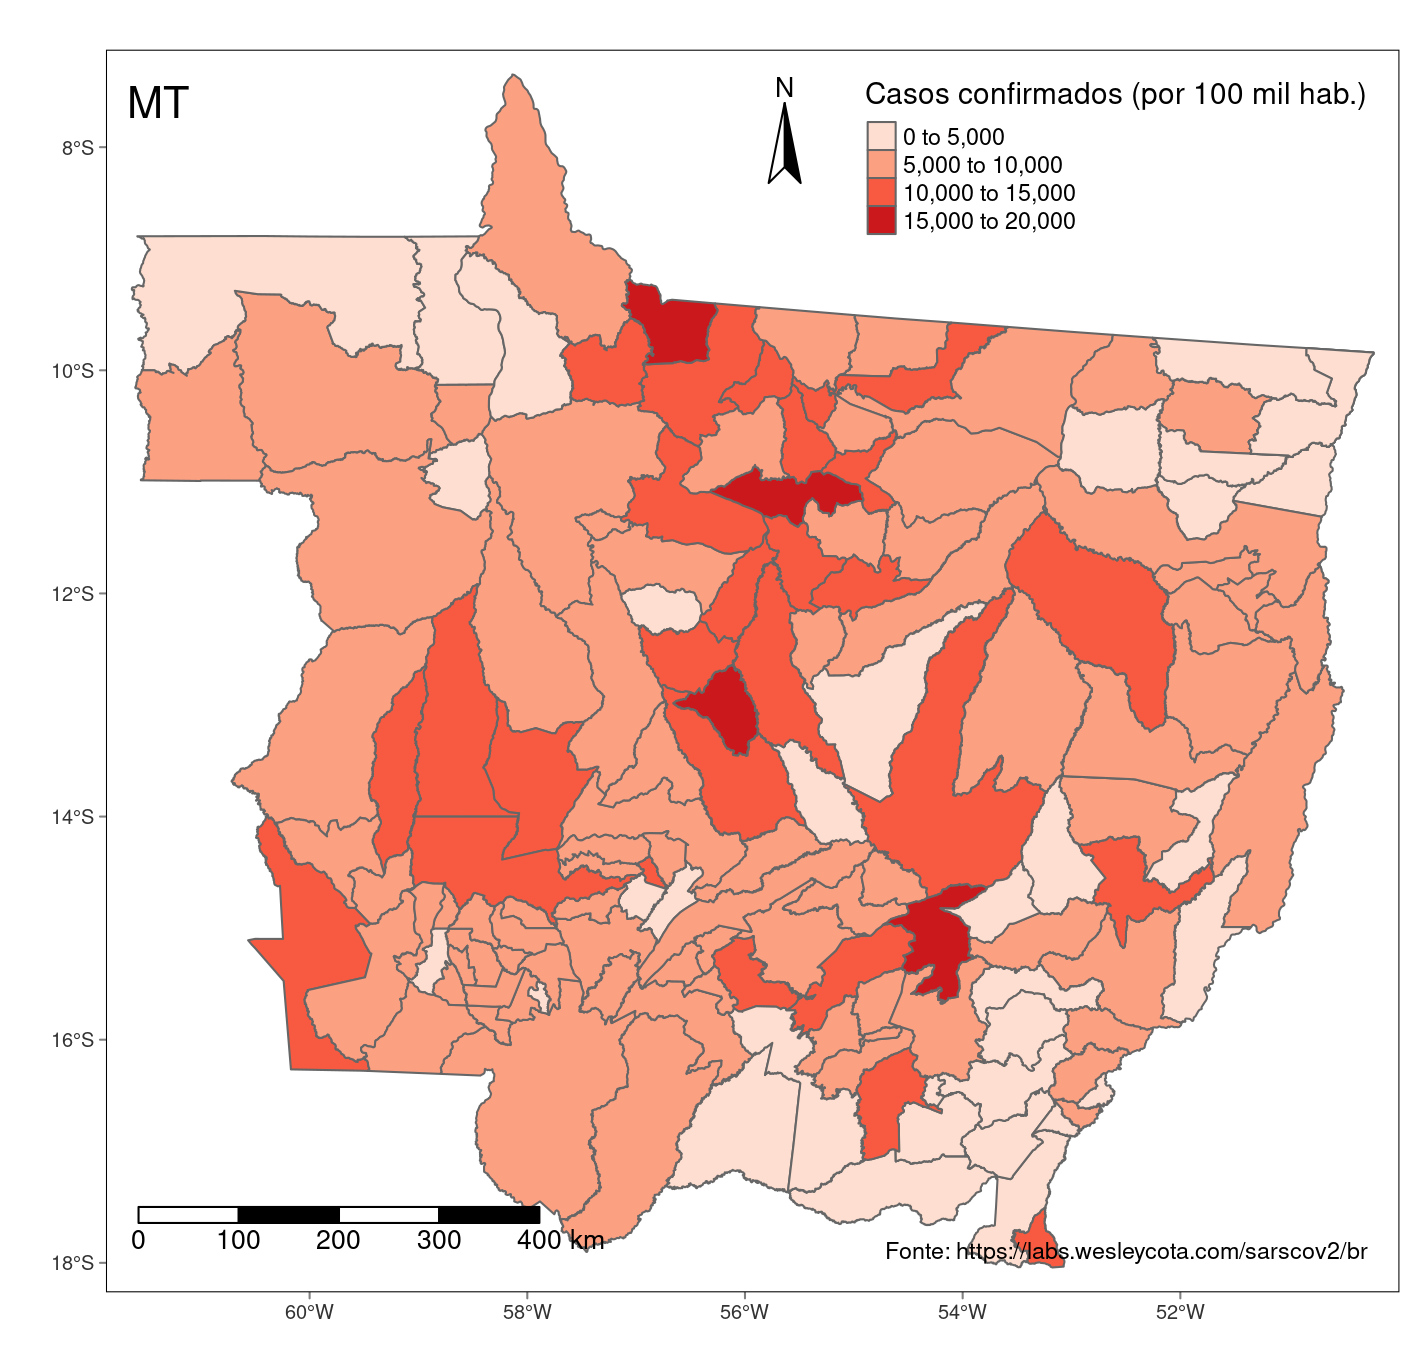 MT
N
Casos confirmados (por 100 mil hab.)
0 to 5,000
5,000 to 10,000
10,000 to 15,000
15,000 to 20,000
8°S
10°S
12°S
14°S
16°S
18°S
0 100 200 300 400 km
Fonte: https://labs.wesleycota.com/sarscov2/br
60°W 58°W 56°W 54°W 52°W